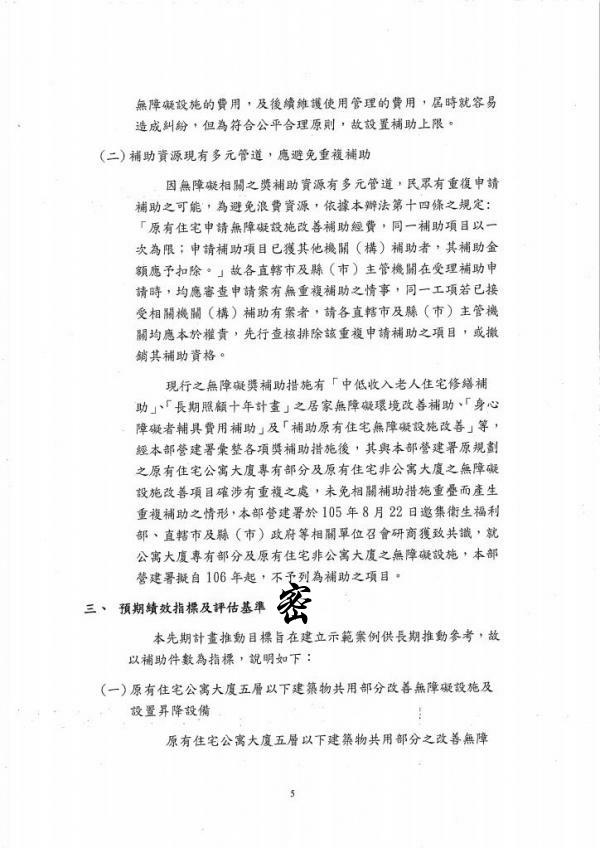 無障礙設施的費用，及後續維護使用管理的費用，屆時就容易
造成糾紛，但為符合公平合理原則，故設置補助上限。
(二)補助資源現有多元管道，應避免重複補助
因無障礙相關之獎補助資源有多元管道，民眾有重復申請
補助之可能，為避免浪費資源，依據本辦法第十四條之規定：
「原有住宅申請無障礙設施改善補助經費，同一補助項目以一
次為限；申請補助項目已獲其他機關（構）補助者，其補助金
額應予扣除。」故各直轄市及縣（市）主管機關在受理補助申
請時，均應審查申請案有無重複補助之情事，同一工項若已接
受相關機關（構）補助有案者，請各直轄市及縣（市）主管機
關均應本於權責，先行查核排除該重複申請補助之項目，或撤
銷其補助資格。
現行之無障礙獎補助措施有「中低收入老人住宅修繕補
助」、「長期照顧十年計畫」之居家無障礙環境改善補助、「身心
障礙者輔具費用補助」及「補助原有住宅無障礙設施改善」等，
經本部營建署彙整各項獎補助措施後，其與本部營建署原規劃
之原有住宅公寓大廈專有部分及原有住宅非公寓大廈之無障礙
設施改善項目確涉有重複之處，未免相關補助措施重疊而產生
重複補助之情形，本部營建署於 105 年 8 月 22 日邀集衛生福利
部、直轄市及縣（市）政府等相關單位召會研商獲致共識，就
公寓大廈專有部分及原有住宅非公寓大廈之無障礙設施，本部
營建署擬自 106 年起，不予列為補助之項目。
三、 預期績效指標及評估基準 密
本先期計畫推動目標旨在建立示範案例供長期推動參考，故
以補助件數為指標，說明如下：
(一)原有住宅公寓大廈五層以下建築物共用部分改善無障礙設施及
設置昇降設備
原有住宅公寓大廈五層以下建築物共用部分之改善無障
5